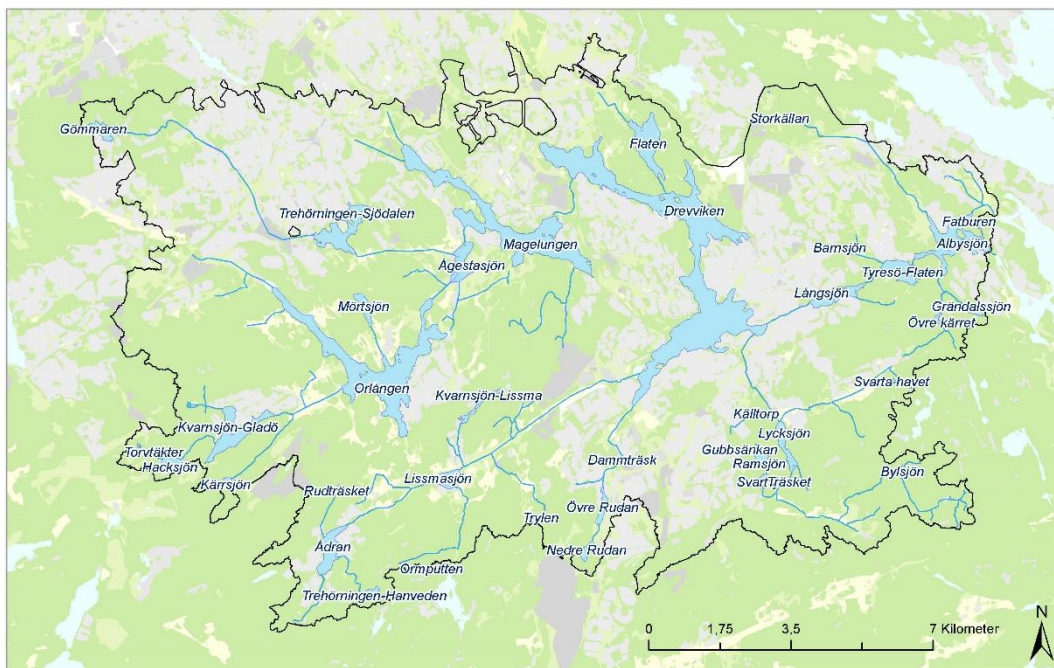 Storkällan
Gömmaren
Flaten
Trehörningen-Sjödalen
Drevviken
Fatburen
Magelungen
Albysjön
Barnsjön
Ågestasjön
Tyresö-Flaten
Långsjön
Mörtsjön
Grändalssjön
Övre kärret
Orlången
Svarta havet
Kvarnsjön-Lissma
Källtorp
Kvarnsjön-Gladö
Lycksjön
Torvtäkter
Gubbsänkan
Hacksjön
Dammträsk
Ramsjön
Bylsjön
Kärrsjön
Lissmasjön
SvartTräsket
Rudträsket
Övre Rudan
Trylen
Ådran
Nedre Rudan
Ormputten
Trehörningen-Hanveden
0 1,75 3,5 7 Kilometer
N